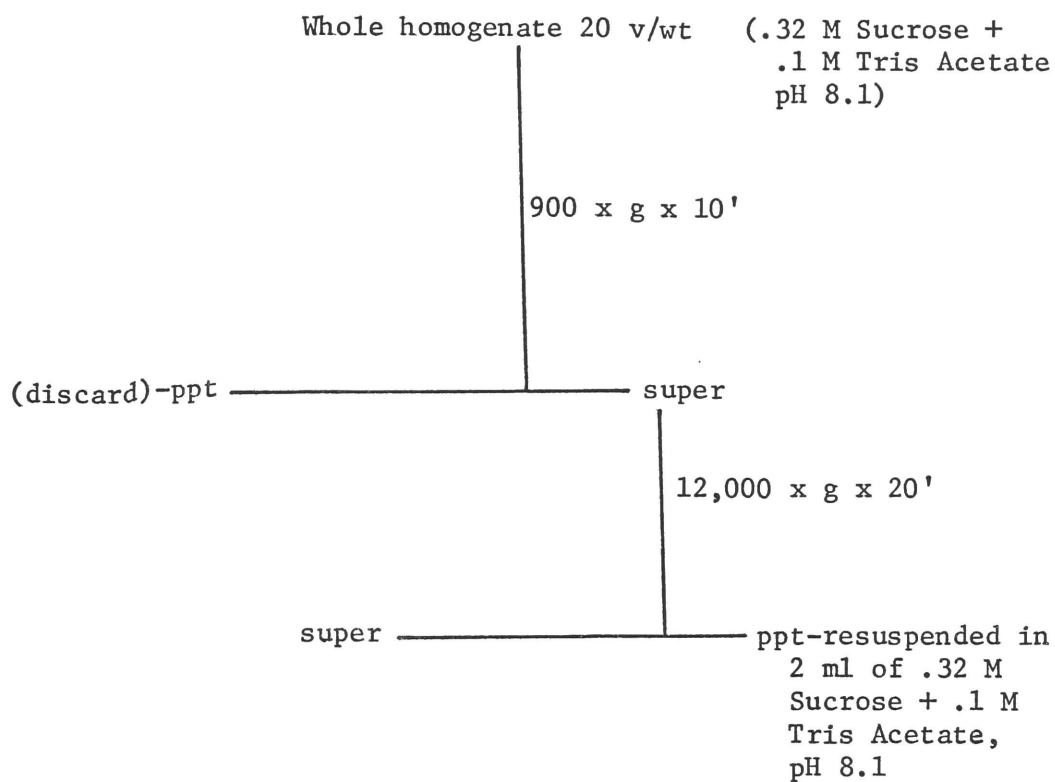 Whole homogenate 20 v/wt (.32 M Sucrose +
.1 M Tris Acetate
pH 8.1)
900 x g x 10'
(discard)-ppt
super
12,000 x g x 20'
super
ppt-resuspended in
2 ml of .32 M
Sucrose + .1 M
Tris Acetate,
pH 8.1